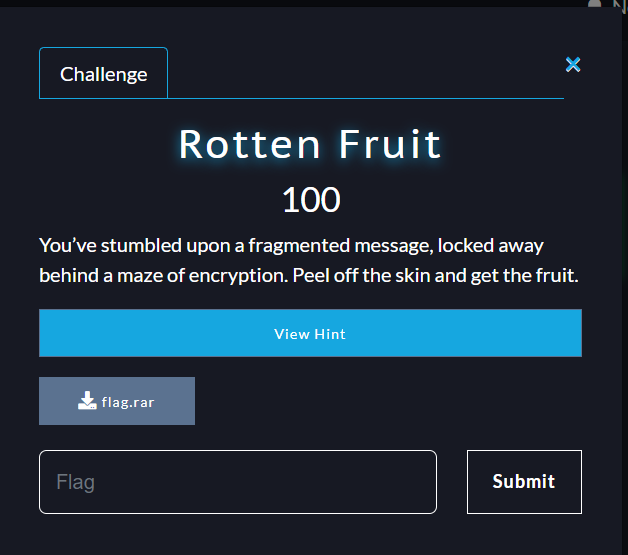 Challenge
Rotten Fruit
100
You’ve stumbled upon a fragmented message, locked away
behind a maze of encryption. Peel off the skin and get the fruit.
View Hint
flag.rar
Flag
Submit